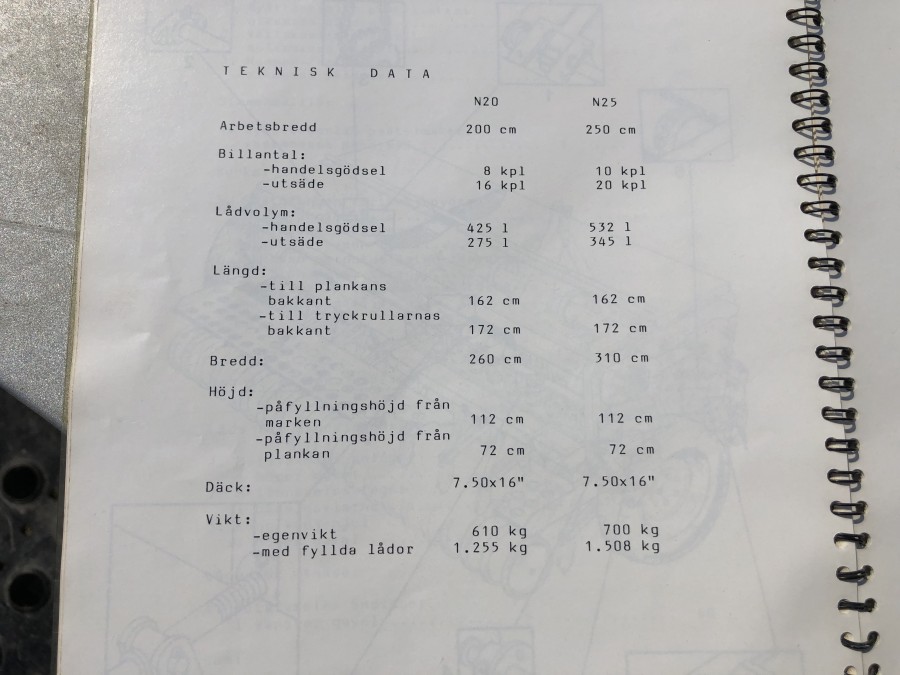 TEKNISK DATA
N20 N25
Arbetsbredd 200 cm 250 cm
Billantal:
-handelsgödsel 8 kpl 10 kpl
-utsäde 16 kpl 20 kpl
Lådvolym:
-handelsgödsel 425 l 532 l
-utsäde 275 l 345 l
Längd:
-till plankans
bakkant 162 cm 162 cm
-till tryckrullarnas
bakkant 172 cm 172 cm
Bredd: 260 cm 310 cm
Höjd:
-påfyllningshöjd från
marken 112 cm 112 cm
-påfyllningshöjd från
plankan 72 cm 72 cm
Däck: 7.50x16" 7.50x16"
Vikt:
-egenvikt 610 kg 700 kg
-med fyllda lådor 1.255 kg 1.508 kg